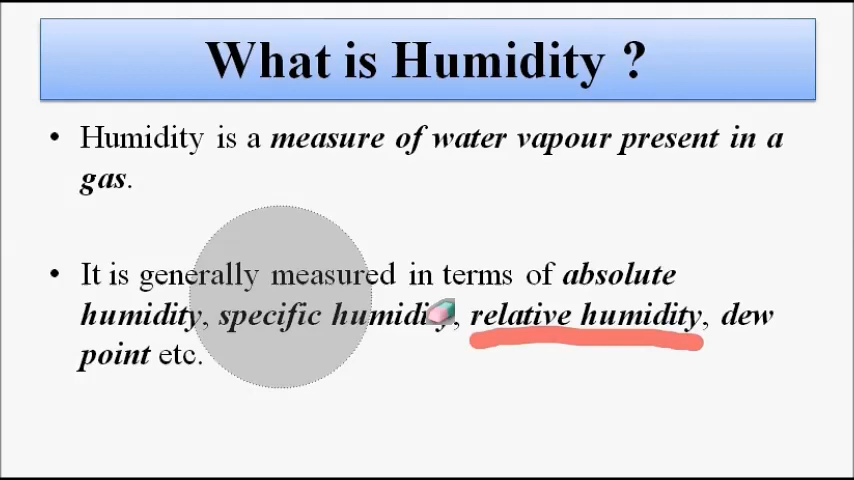 What is Humidity ?
• Humidity is a measure of water vapour present in a
gas.
• It is generally measured in terms of absolute
humidity, specific humidity, relative humidity, dew
point etc.